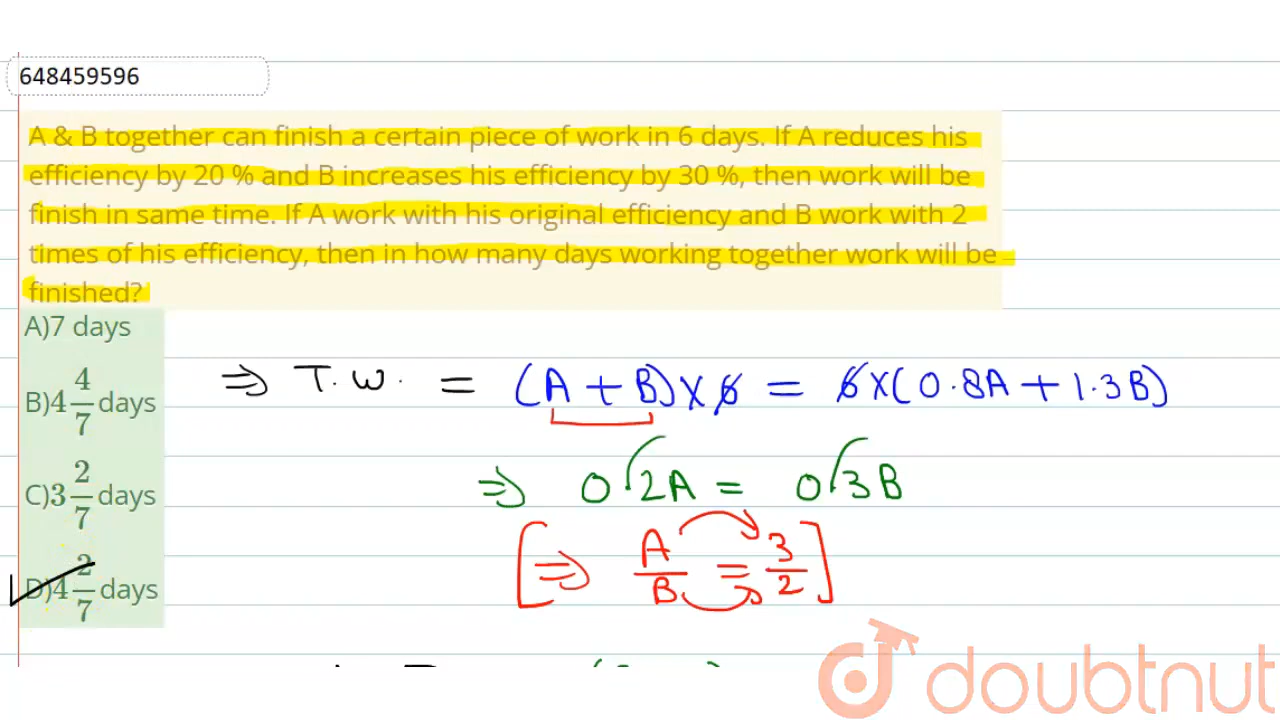 648459596
A & B together can finish a certain piece of work in 6 days. If A reduces his
efficiency by 20 % and B increases his efficiency by 30 %, then work will be
finish in same time. If A work with his original efficiency and B work with 2
times of his efficiency, then in how many days working together work will be
finished?
A)7 days
B)4 4/7 days
C)3 2/7 days
D)4 2/7 days
⇒ T.W. = (A + B) × 6 = 6 × (0.8A + 1.3B)
⇒ 0.2A = 0.3B
[⇒ A/B = 3/2]
doubtnut